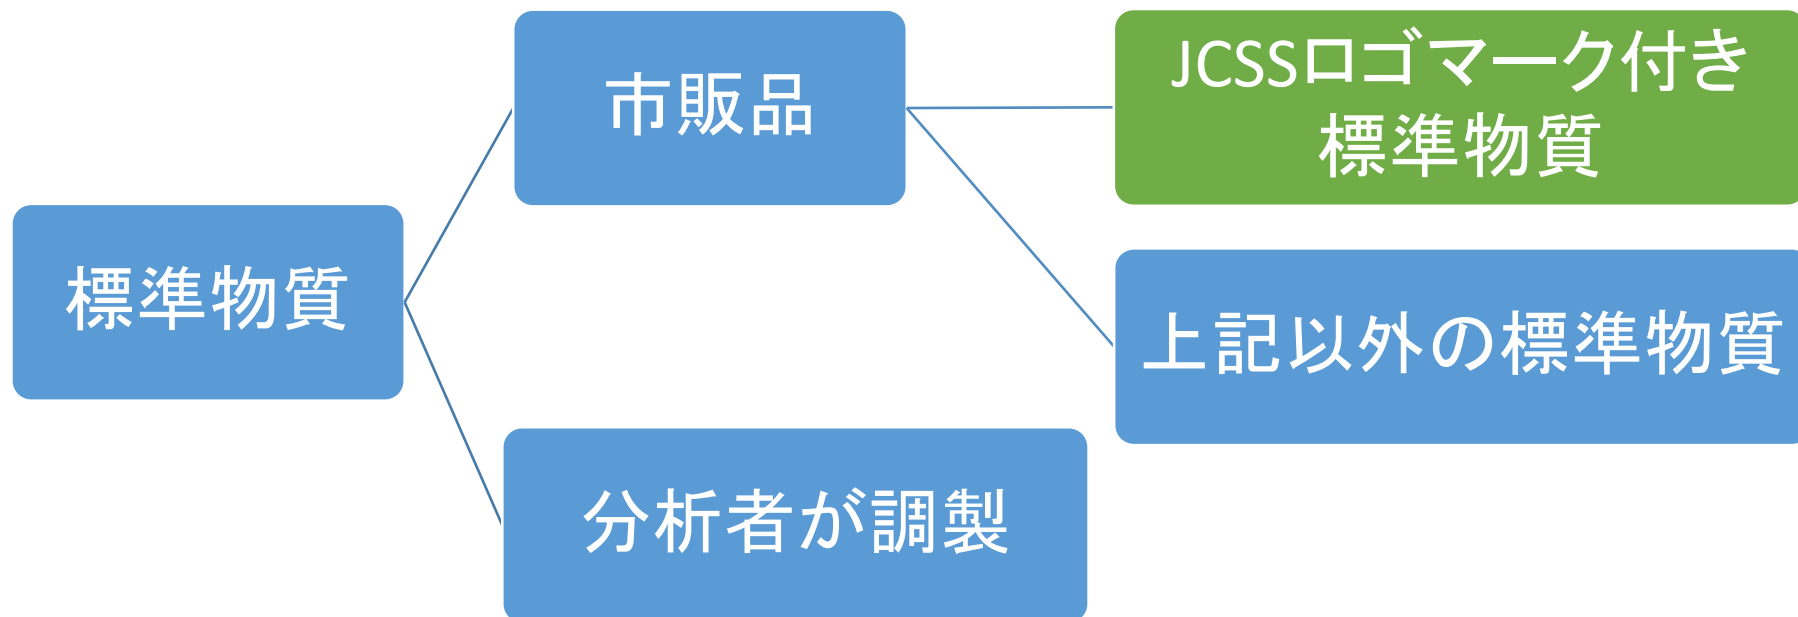 標準物質
市販品
分析者が調製
JCSSロゴマーク付き
標準物質
上記以外の標準物質